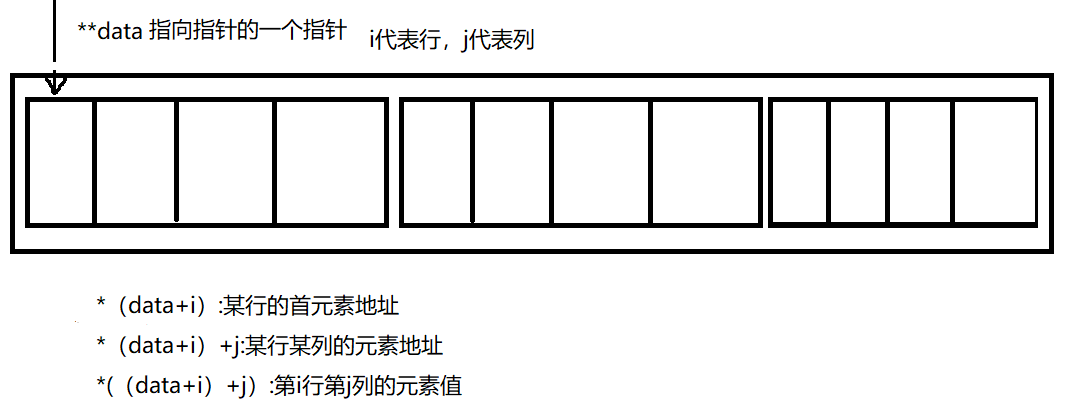 **data 指向指针的一个指针 i代表行，j代表列
*（data+i）:某行的首元素地址
*（data+i）+j:某行某列的元素地址
*(（data+i）+j）:第i行第j列的元素值